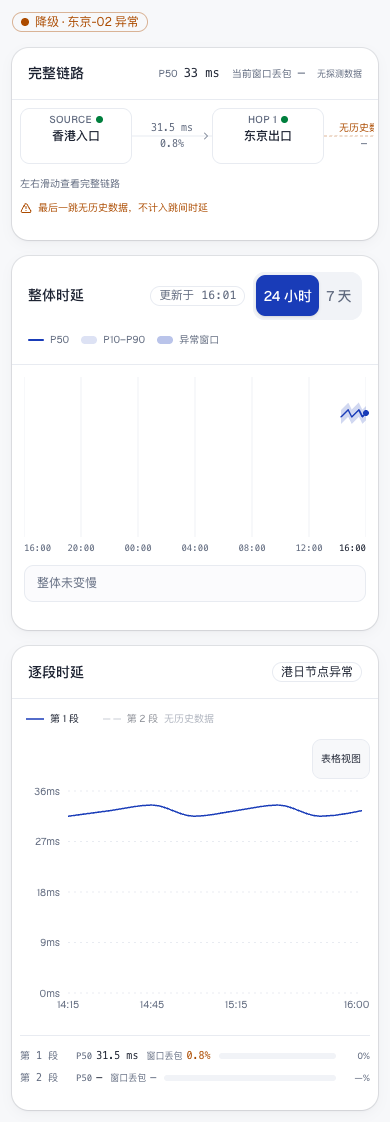 降级 · 东京-02 异常
完整链路 P50 33 ms 当前窗口丢包 — 无探测数据
SOURCE
香港入口
31.5 ms
0.8%
HOP 1
东京出口
无历史数
—
左右滑动查看完整链路
最后一跳无历史数据，不计入跳间时延
整体时延 更新于 16:01 24 小时 7 天
P50 P10–P90 异常窗口
16:00 20:00 00:00 04:00 08:00 12:00 16:00
整体未变慢
逐段时延 港日节点异常
第 1 段 第 2 段 无历史数据
表格视图
36ms
27ms
18ms
9ms
0ms
14:15 14:45 15:15 16:00
第 1 段 P50 31.5 ms 窗口丢包 0.8% 0%
第 2 段 P50 — 窗口丢包 — —%